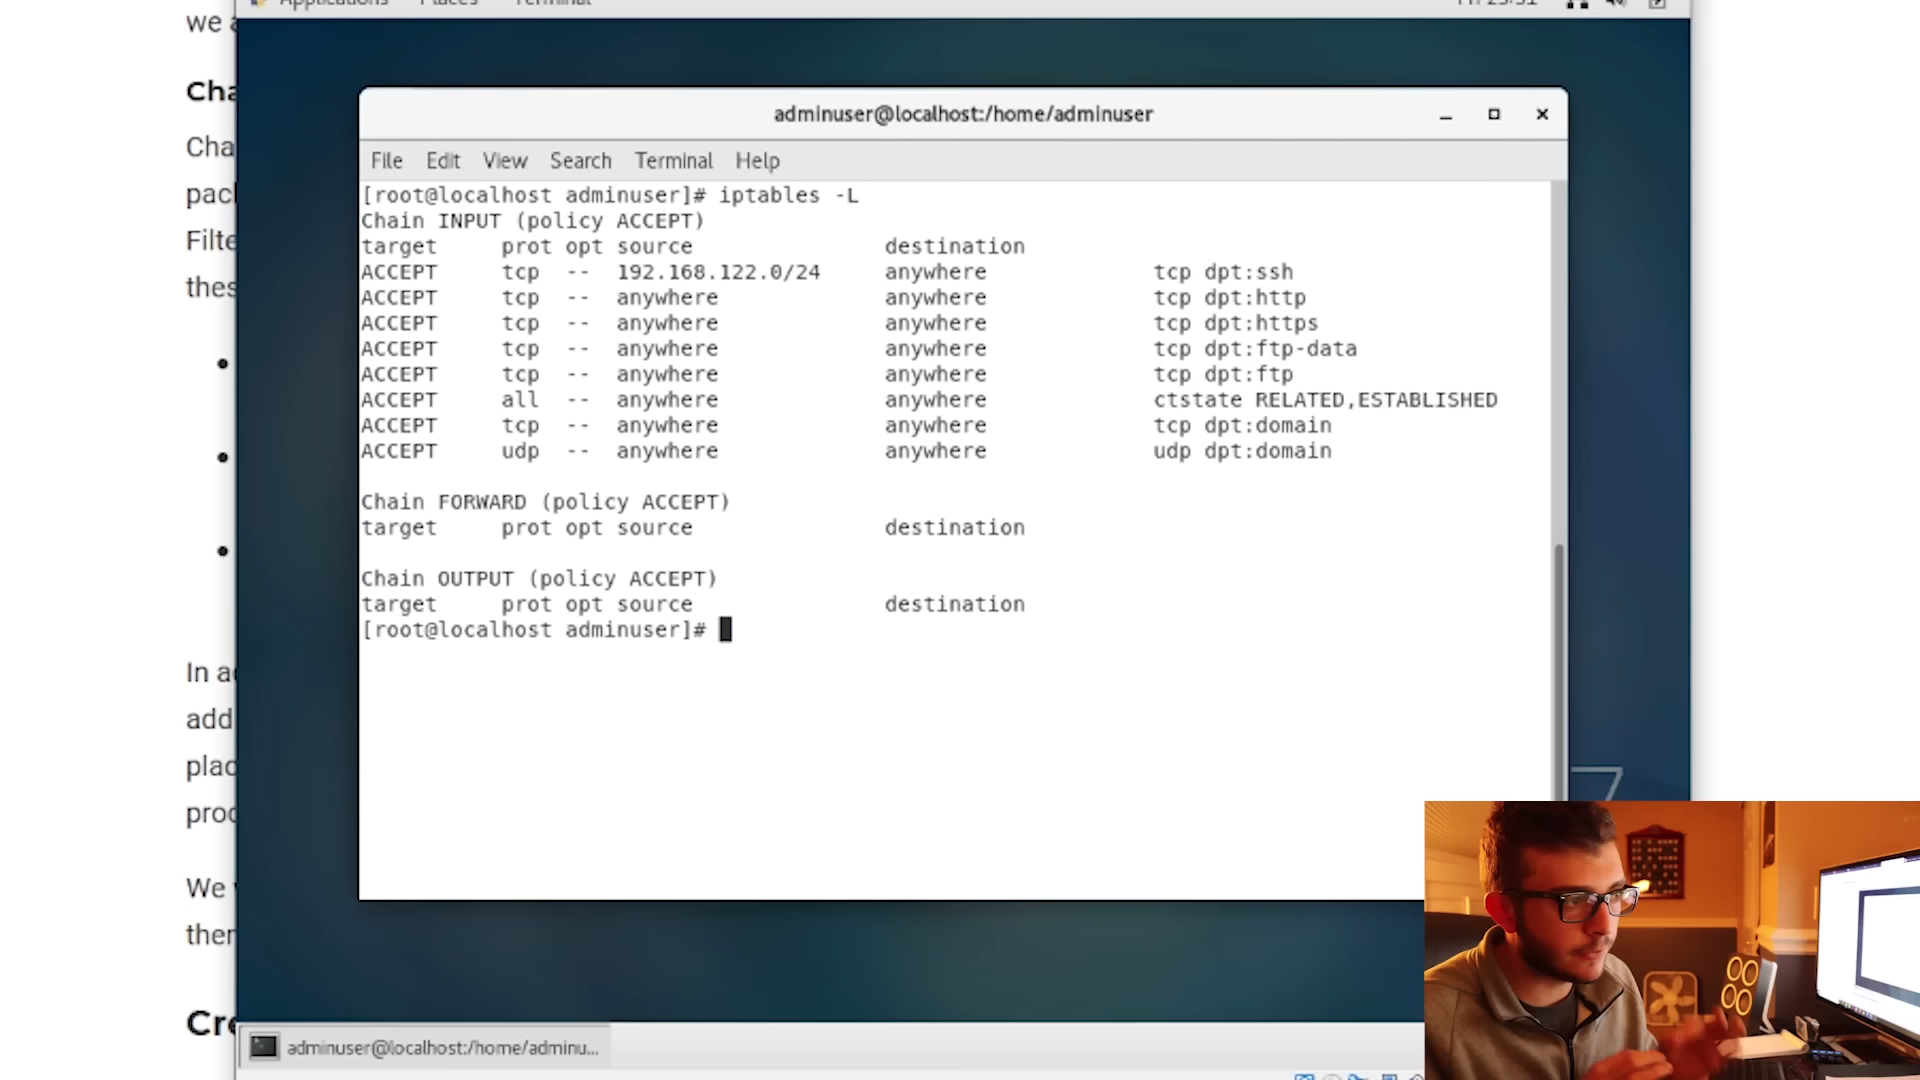 we a
Applications Places Terminal
Cha
Cha
pack
Filte
thes
In ad
add
plac
proc
We
ther
Cre
adminuser@localhost:/home/adminuser
File Edit View Search Terminal Help
[root@localhost adminuser]# iptables -L
Chain INPUT (policy ACCEPT)
target prot opt source destination
ACCEPT tcp -- 192.168.122.0/24 anywhere tcp dpt:ssh
ACCEPT tcp -- anywhere anywhere tcp dpt:http
ACCEPT tcp -- anywhere anywhere tcp dpt:https
ACCEPT tcp -- anywhere anywhere tcp dpt:ftp-data
ACCEPT tcp -- anywhere anywhere tcp dpt:ftp
ACCEPT all -- anywhere anywhere ctstate RELATED,ESTABLISHED
ACCEPT tcp -- anywhere anywhere tcp dpt:domain
ACCEPT udp -- anywhere anywhere udp dpt:domain
Chain FORWARD (policy ACCEPT)
target prot opt source destination
Chain OUTPUT (policy ACCEPT)
target prot opt source destination
[root@localhost adminuser]#
7
adminuser@localhost:/home/adminu...